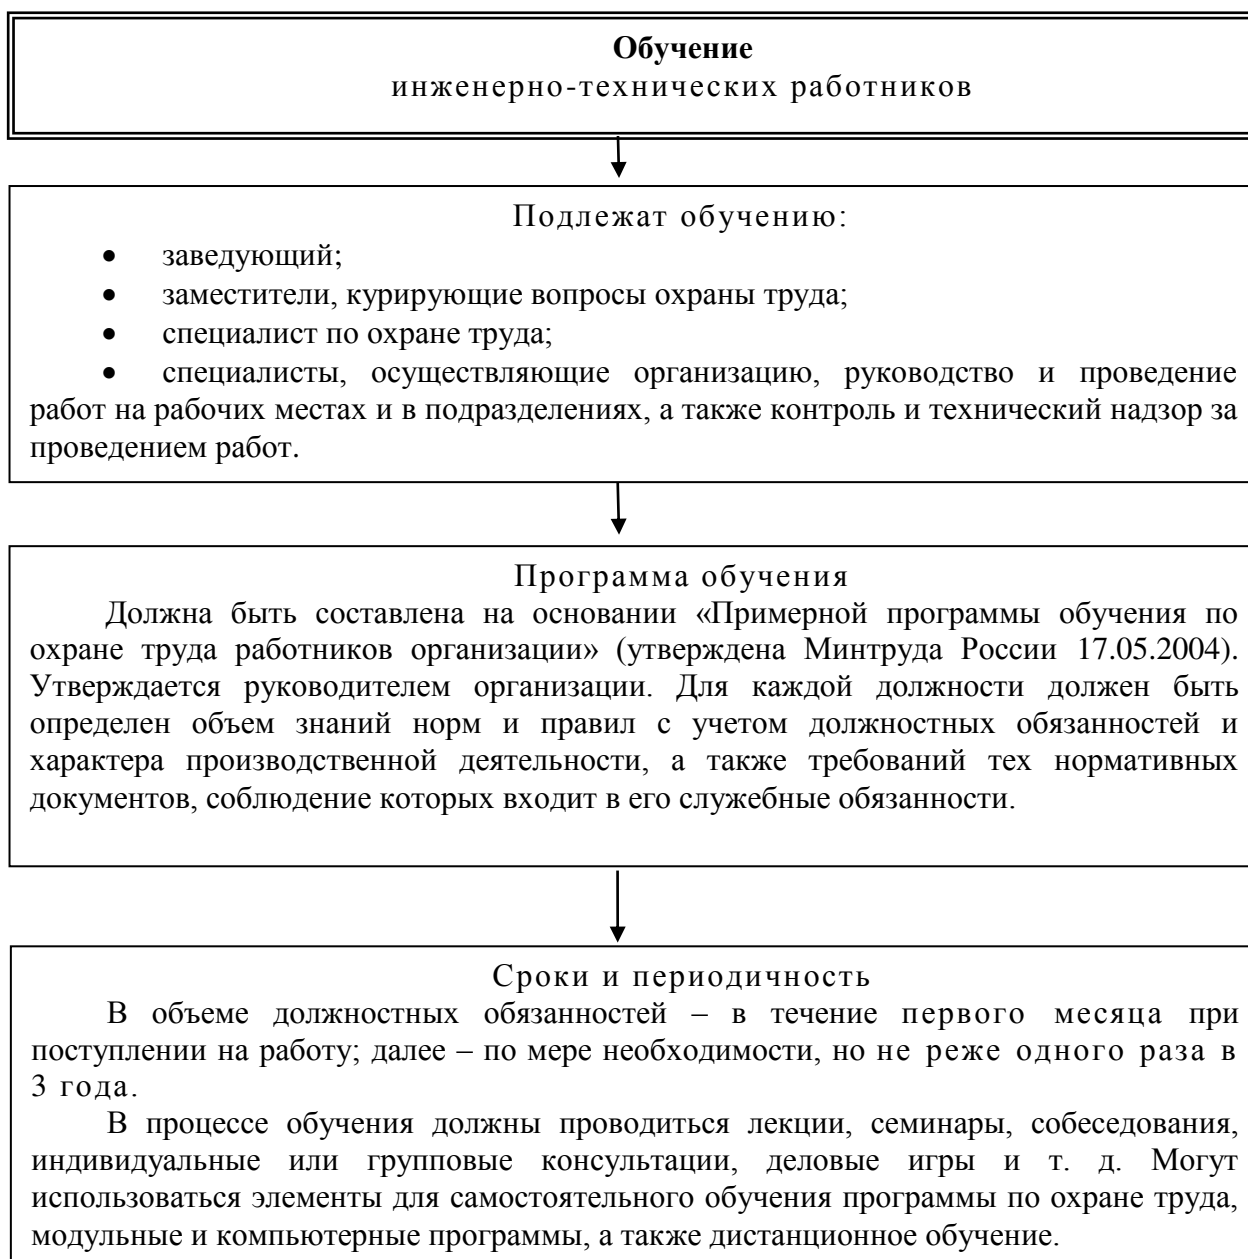 Обучение
инженерно-технических работников
Подлежат обучению:
• заведующий;
• заместители, курирующие вопросы охраны труда;
• специалист по охране труда;
• специалисты, осуществляющие организацию, руководство и проведение
работ на рабочих местах и в подразделениях, а также контроль и технический надзор за
проведением работ.
Программа обучения
Должна быть составлена на основании «Примерной программы обучения по
охране труда работников организации» (утверждена Минтруда России 17.05.2004).
Утверждается руководителем организации. Для каждой должности должен быть
определен объем знаний норм и правил с учетом должностных обязанностей и
характера производственной деятельности, а также требований тех нормативных
документов, соблюдение которых входит в его служебные обязанности.
Сроки и периодичность
В объеме должностных обязанностей – в течение первого месяца при
поступлении на работу; далее – по мере необходимости, но не реже одного раза в
3 года.
В процессе обучения должны проводиться лекции, семинары, собеседования,
индивидуальные или групповые консультации, деловые игры и т. д. Могут
использоваться элементы для самостоятельного обучения программы по охране труда,
модульные и компьютерные программы, а также дистанционное обучение.